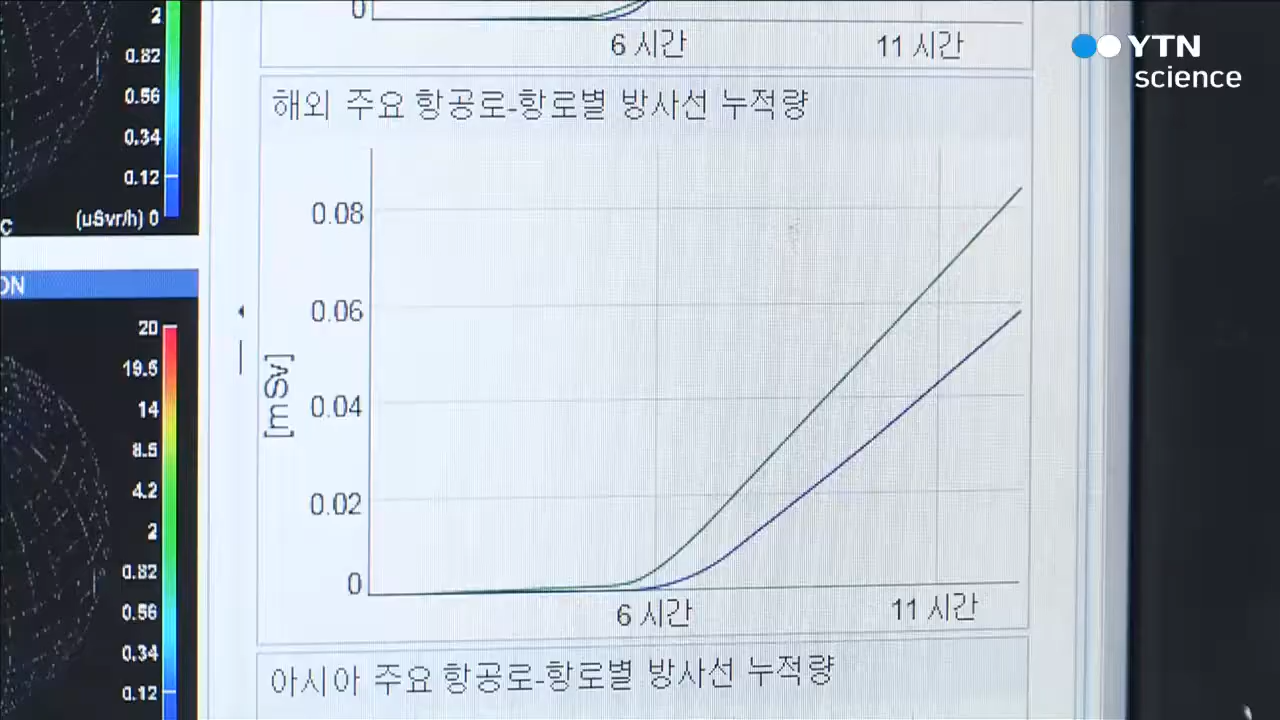 2
0.82
0.56
0.34
0.12
(uSvr/h) 0
C
ON
20
19.5
14
8.5
4.2
2
0.82
0.56
0.34
0.12
0
6 시간
11 시간
해외 주요 항공로-항로별 방사선 누적량
0.08
0.06
0.04
0.02
0
[mSv]
6 시간
11 시간
아시아 주요 항공로-항로별 방사선 누적량
YTN
science